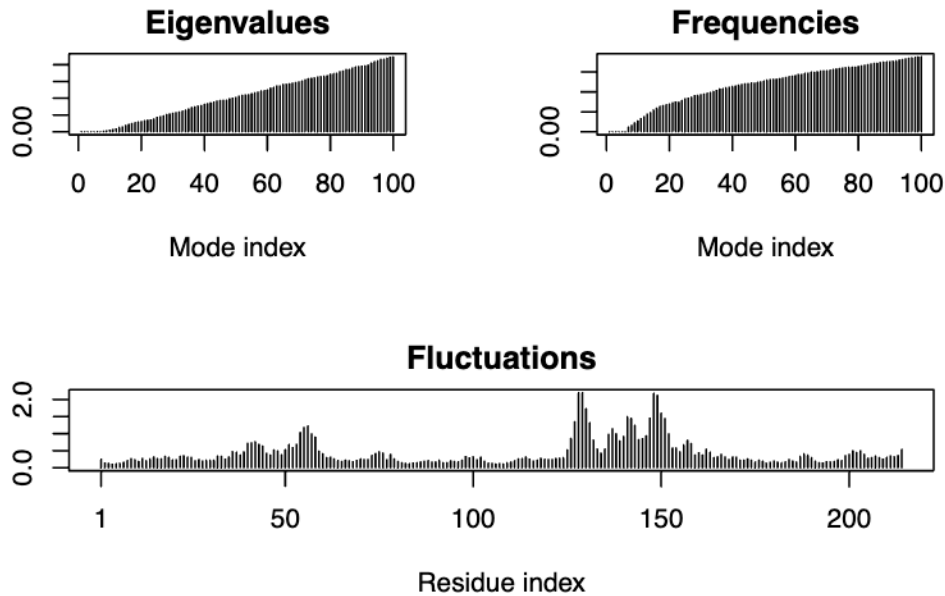 Eigenvalues
0.00
0 20 40 60 80 100
Mode index
Frequencies
0.00
0 20 40 60 80 100
Mode index
Fluctuations
2.0
0.0
1 50 100 150 200
Residue index